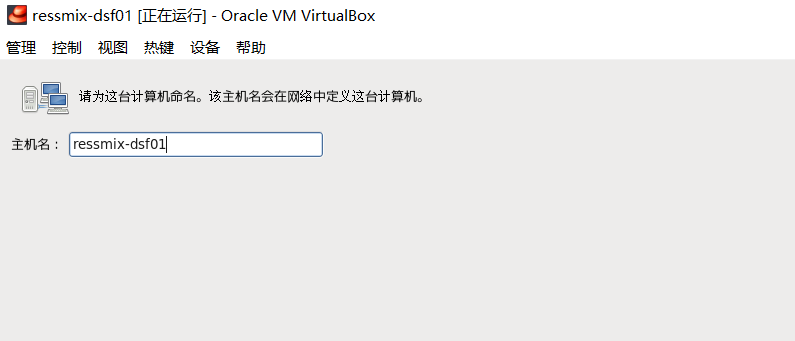 ressmix-dsf01 [正在运行] - Oracle VM VirtualBox
管理 控制 视图 热键 设备 帮助
请为这台计算机命名。该主机名会在网络中定义这台计算机。
主机名： ressmix-dsf01